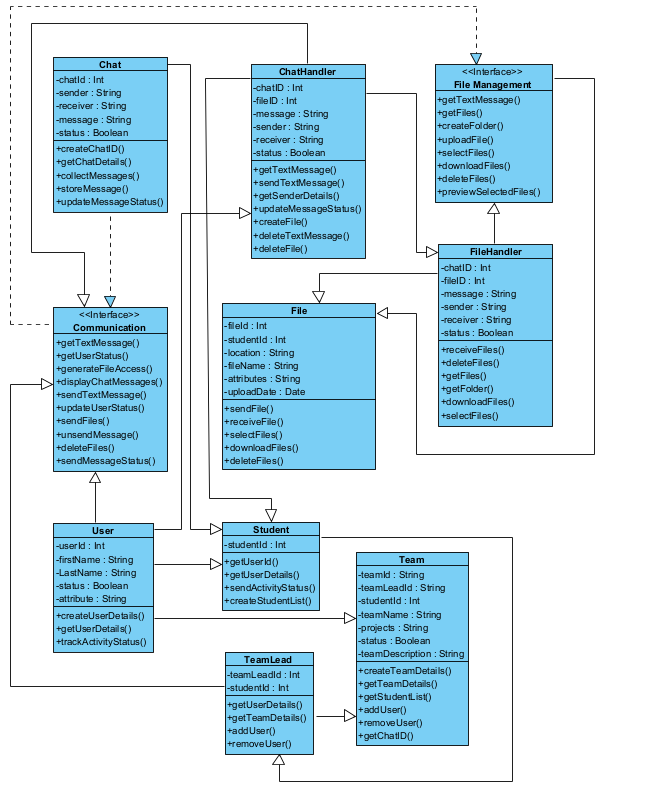 Chat
-chatId : Int
-sender : String
-receiver : String
-message : String
-status : Boolean
+createChatID()
+getChatDetails()
+collectMessages()
+storeMessage()
+updateMessageStatus()
ChatHandler
-chatID : Int
-fileID : Int
-message : String
-sender : String
-receiver : String
-status : Boolean
+getTextMessage()
+sendTextMessage()
+getSenderDetails()
+updateMessageStatus()
+createFile()
+deleteTextMessage()
+deleteFile()
<<Interface>>
File Management
+getTextMessage()
+getFiles()
+createFolder()
+uploadFile()
+selectFiles()
+downloadFiles()
+deleteFiles()
+previewSelectedFiles()
FileHandler
-chatID : Int
-fileID : Int
-message : String
-sender : String
-receiver : String
-status : Boolean
+receiveFiles()
+deleteFiles()
+getFiles()
+getFolder()
+downloadFiles()
+selectFiles()
<<Interface>>
Communication
+getTextMessage()
+getUserStatus()
+generateFileAccess()
+displayChatMessages()
+sendTextMessage()
+updateUserStatus()
+sendFiles()
+unsendMessage()
+deleteFiles()
+sendMessageStatus()
File
-fileId : Int
-studentId : Int
-location : String
-fileName : String
-attributes : String
-uploadDate : Date
+sendFile()
+receiveFile()
+selectFiles()
+downloadFiles()
+deleteFiles()
User
-userId : Int
-firstName : String
-LastName : String
-status : Boolean
-attribute : String
+createUserDetails()
+getUserDetails()
+trackActivityStatus()
Student
-studentId : Int
+getUserId()
+getUserDetails()
+sendActivityStatus()
+createStudentList()
Team
-teamId : String
-teamLeadId : String
-studentId : Int
-teamName : String
-projects : String
-status : Boolean
-teamDescription : String
+createTeamDetails()
+getTeamDetails()
+getStudentList()
+addUser()
+removeUser()
+getChatID()
TeamLead
-teamLeadId : Int
-studentId : Int
+getUserDetails()
+getTeamDetails()
+addUser()
+removeUser()